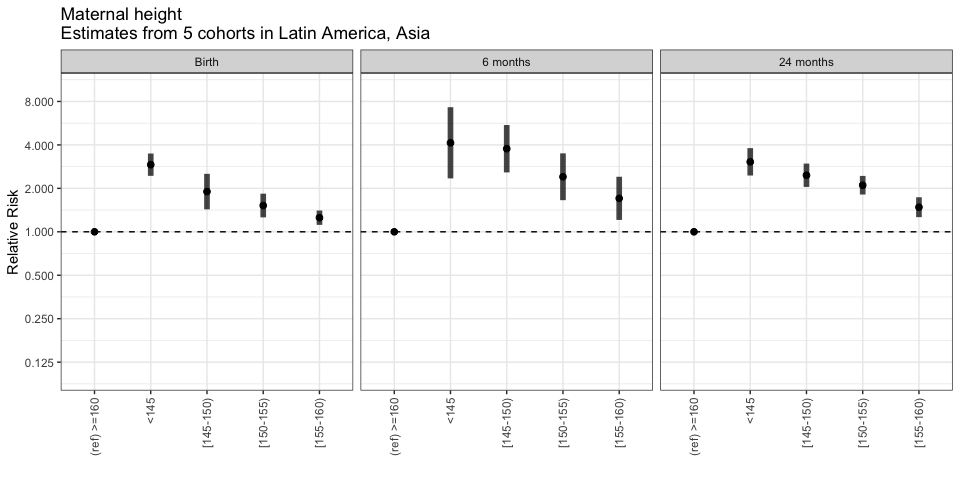 Maternal height
Estimates from 5 cohorts in Latin America, Asia
Birth
6 months
24 months
Relative Risk
8.000
4.000
2.000
1.000
0.500
0.250
0.125
(ref) >=160
<145
[145-150)
[150-155)
[155-160)
(ref) >=160
<145
[145-150)
[150-155)
[155-160)
(ref) >=160
<145
[145-150)
[150-155)
[155-160)